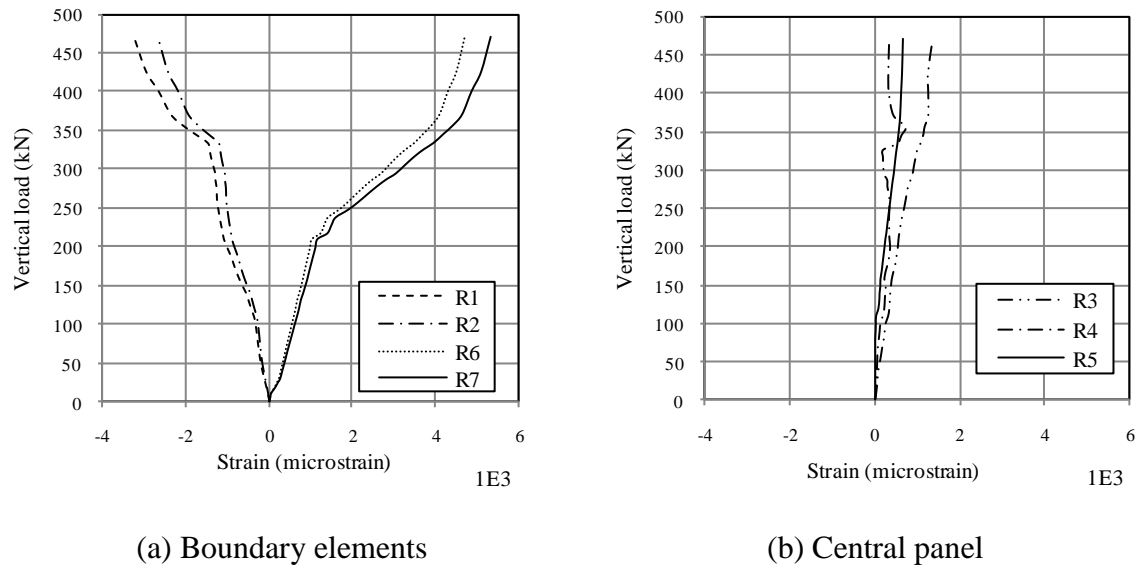 500
450
400
350
300
250
200
150
100
50
0
Vertical load (kN)
R1
R2
R6
R7
-4 -2 0 2 4 6
Strain (microstrain)
1E3
(a) Boundary elements
500
450
400
350
300
250
200
150
100
50
0
Vertical load (kN)
R3
R4
R5
-4 -2 0 2 4 6
Strain (microstrain)
1E3
(b) Central panel